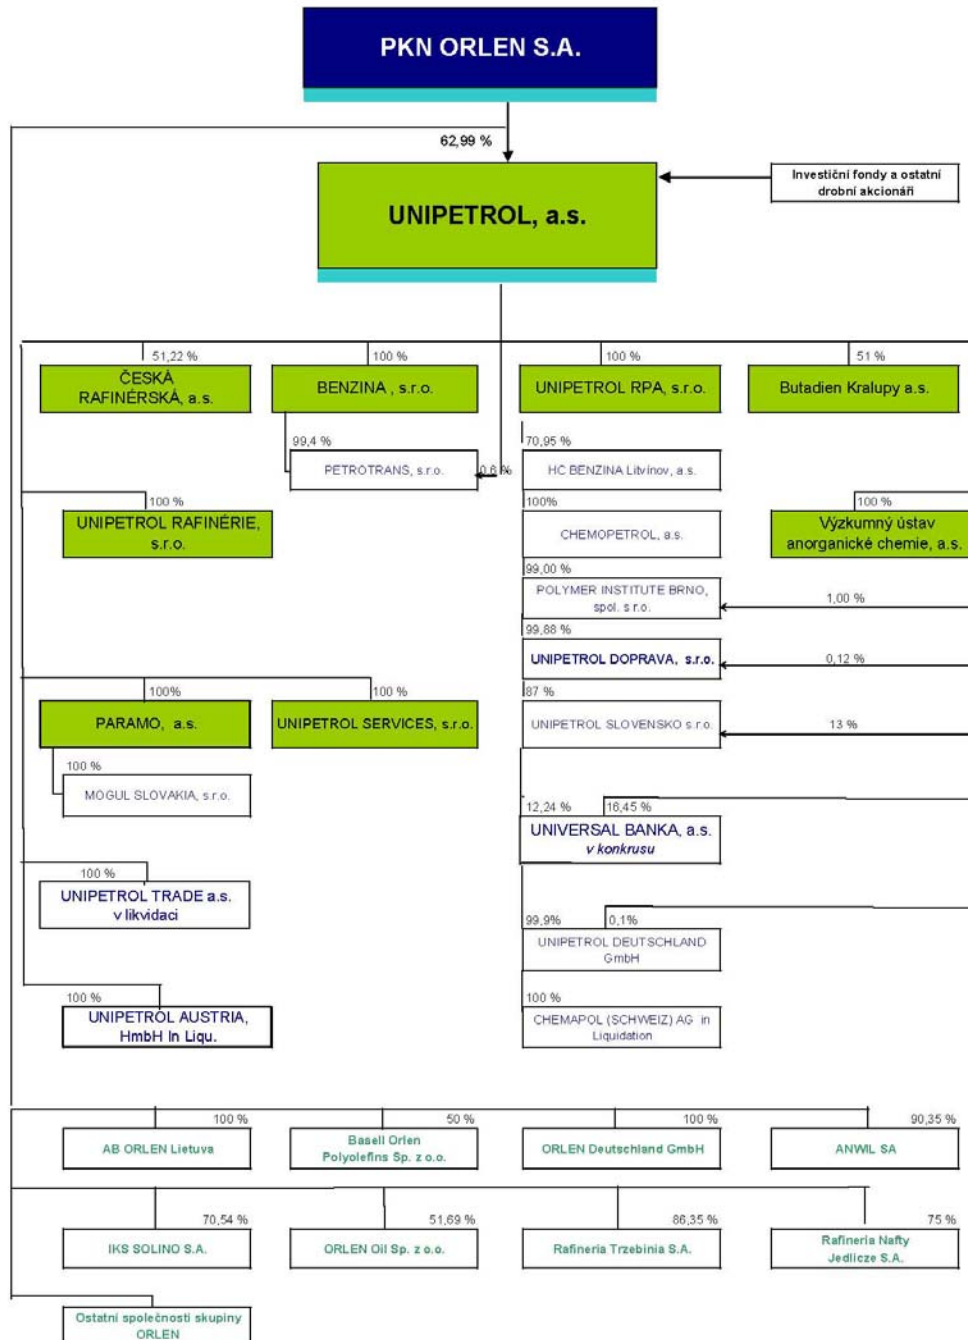 PKN ORLEN S.A.
62,99 %
Investiční fondy a ostatní
drobní akcionáři
UNIPETROL, a.s.
51,22 %
100 %
100 %
51 %
ČESKÁ
RAFINÉRSKÁ, a.s.
BENZINA , s.r.o.
UNIPETROL RPA, s.r.o.
Butadien Kralupy a.s.
99,4 %
PETROTRANS, s.r.o.
0,6 %
70,95 %
HC BENZINA Litvínov, a.s.
100 %
UNIPETROL RAFINÉRIE,
s.r.o.
100%
CHEMOPETROL, a.s.
100 %
Výzkumný ústav
anorganické chemie, a.s.
99,00 %
POLYMER INSTITUTE BRNO,
spol. s r.o.
1,00 %
99,88 %
UNIPETROL DOPRAVA, s.r.o.
0,12 %
100%
PARAMO, a.s.
100 %
UNIPETROL SERVICES, s.r.o.
87 %
UNIPETROL SLOVENSKO s.r.o.
13 %
100 %
MOGUL SLOVAKIA, s.r.o.
12,24 %
16,45 %
UNIVERSAL BANKA, a.s.
v konkrusu
100 %
UNIPETROL TRADE a.s.
v likvidaci
99,9%
0,1%
UNIPETROL DEUTSCHLAND
GmbH
100 %
UNIPETROL AUSTRIA,
HmbH In Liqu.
100 %
CHEMAPOL (SCHWEIZ) AG in
Liquidation
100 %
50 %
100 %
90,35 %
AB ORLEN Lietuva
Basell Orlen
Polyolefins Sp. z o.o.
ORLEN Deutschland GmbH
ANWIL SA
70,54 %
51,69 %
86,35 %
75 %
IKS SOLINO S.A.
ORLEN Oil Sp. z o.o.
Rafineria Trzebinia S.A.
Rafineria Nafty
Jedlicze S.A.
Ostatní společnosti skupiny
ORLEN